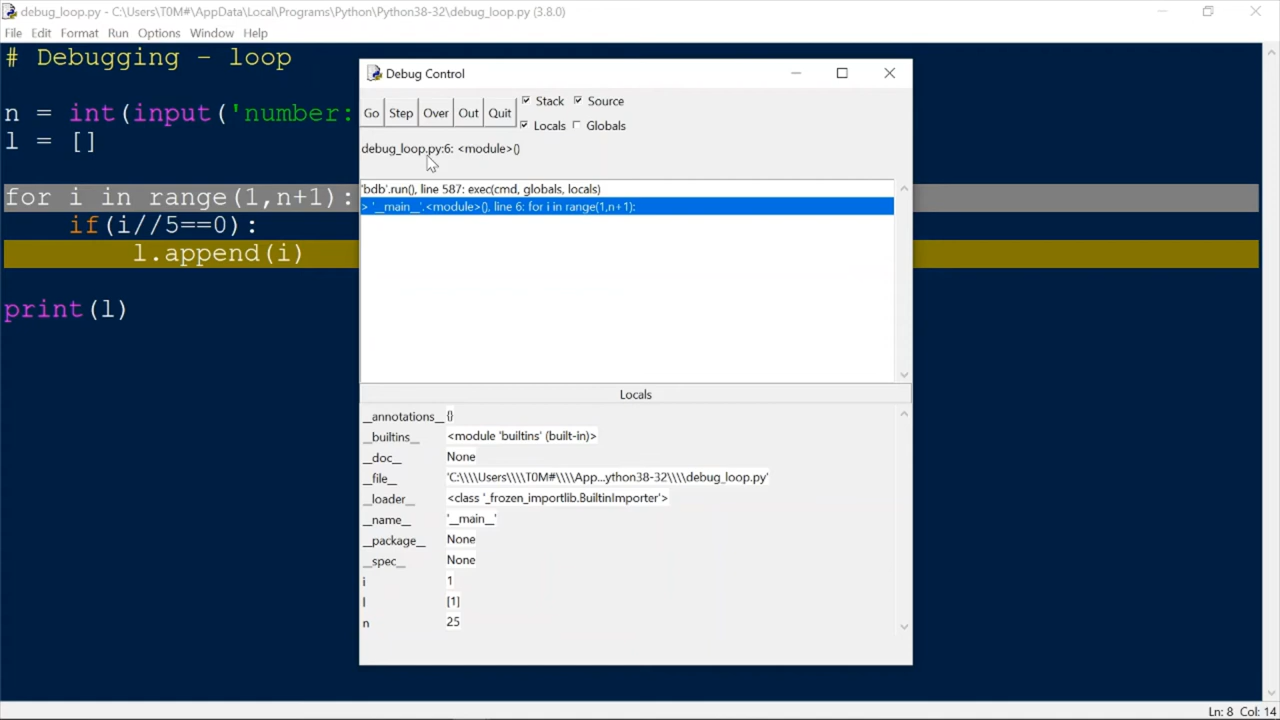 debug_loop.py - C:\Users\T0M#\AppData\Local\Programs\Python\Python38-32\debug_loop.py (3.8.0)
File Edit Format Run Options Window Help
# Debugging - loop
n = int(input('number:
l = []
for i in range(1,n+1):
if(i//5==0):
l.append(i)
print(l)
Debug Control
Go Step Over Out Quit
Stack Source
Locals Globals
debug_loop.py:6: <module>()
'bdb'.run(), line 587: exec(cmd, globals, locals)
> '__main__'.<module>(), line 6: for i in range(1,n+1):
Locals
__annotations__ {}
__builtins__ <module 'builtins' (built-in)>
__doc__ None
__file__ 'C:\\\\Users\\\\T0M#\\\\App...ython38-32\\\\debug_loop.py'
__loader__ <class '_frozen_importlib.BuiltinImporter'>
__name__ '__main__'
__package__ None
__spec__ None
i 1
l [1]
n 25
Ln: 8 Col: 14